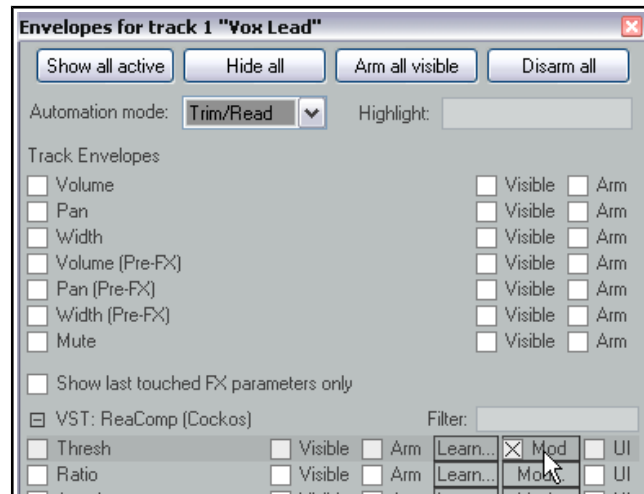 Envelopes for track 1 "Vox Lead"
Show all active Hide all Arm all visible Disarm all
Automation mode: Trim/Read Highlight:
Track Envelopes
Volume Visible Arm
Pan Visible Arm
Width Visible Arm
Volume (Pre-FX) Visible Arm
Pan (Pre-FX) Visible Arm
Width (Pre-FX) Visible Arm
Mute Visible Arm
Show last touched FX parameters only
VST: ReaComp (Cockos) Filter:
Thresh Visible Arm Learn... Mod UI
Ratio Visible Arm Learn... UI